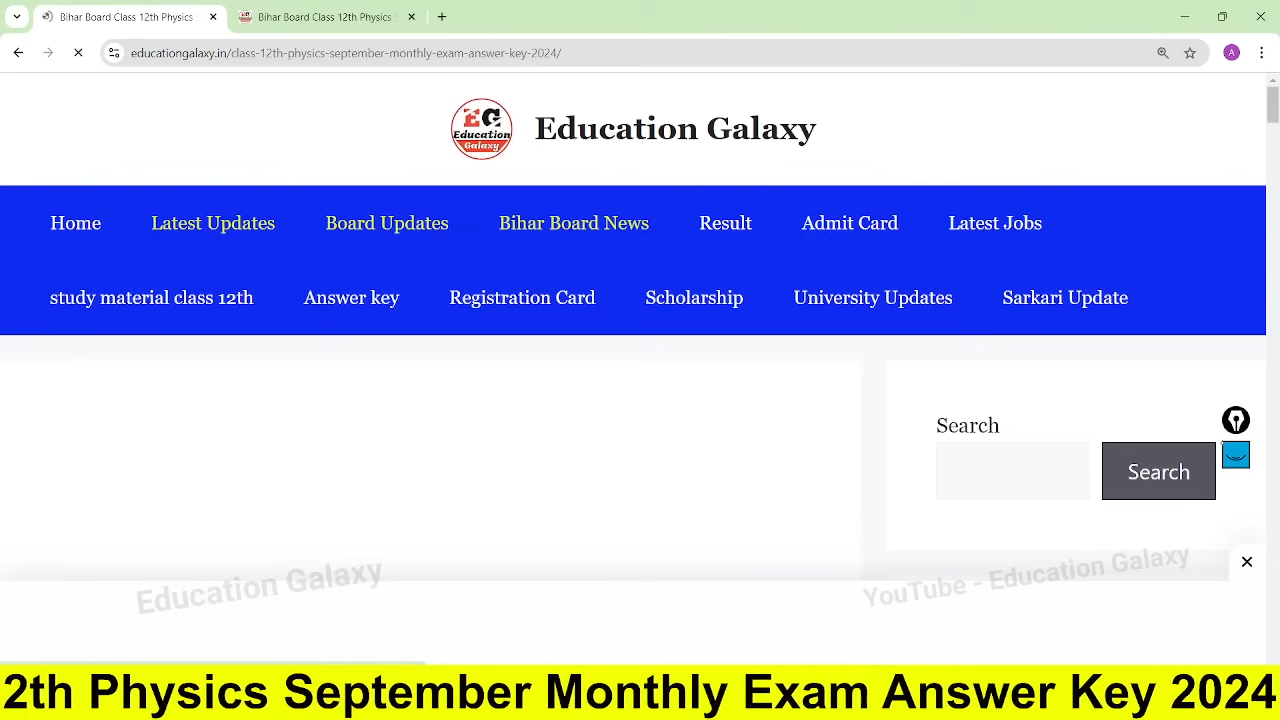 Bihar Board Class 12th Physics
Bihar Board Class 12th Physics
educationgalaxy.in/class-12th-physics-september-monthly-exam-answer-key-2024/
A
EG
Education
Galaxy
Education Galaxy
Home Latest Updates Board Updates Bihar Board News Result Admit Card Latest Jobs
study material class 12th Answer key Registration Card Scholarship University Updates Sarkari Update
Search
Search
Education Galaxy
YouTube - Education Galaxy
2th Physics September Monthly Exam Answer Key 2024